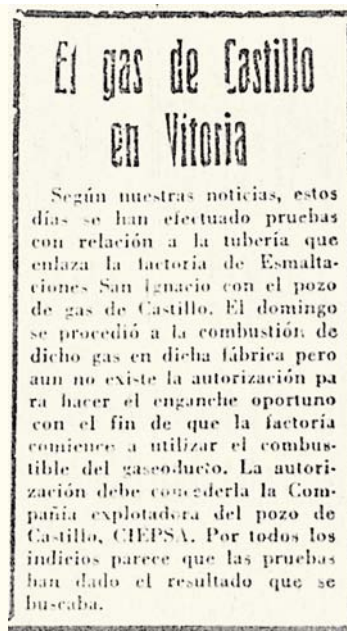 El gas de Castillo
en Vitoria
Según nuestras noticias, estos
días se han efectuado pruebas
con relación a la tubería que
enlaza la factoría de Esmalta-
ciones San Ignacio con el pozo
de gas de Castillo. El domingo
se procedió a la combustión de
dicho gas en dicha fábrica pero
aun no existe la autorización pa
ra hacer el enganche oportuno
con el fin de que la factoría
comience a utilizar el combus-
tible del gaseoducto. La autori-
zación debe concederla la Com-
pañía explotadora del pozo de
Castillo, CIEPSA. Por todos los
indicios parece que las pruebas
han dado el resultado que se
buscaba.